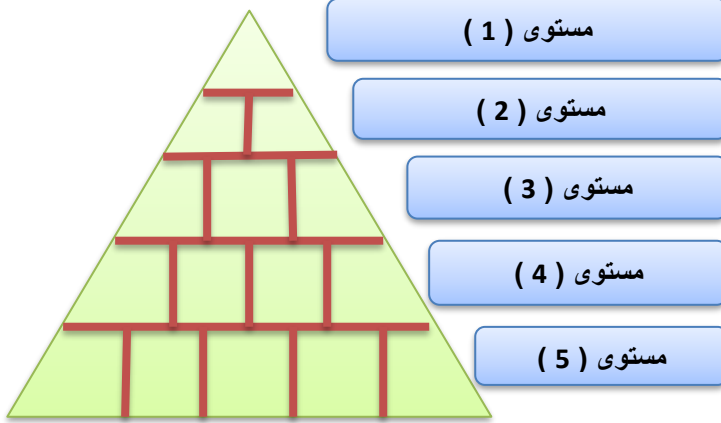 مستوى ( 1 )
مستوى ( 2 )
مستوى ( 3 )
مستوى ( 4 )
مستوى ( 5 )